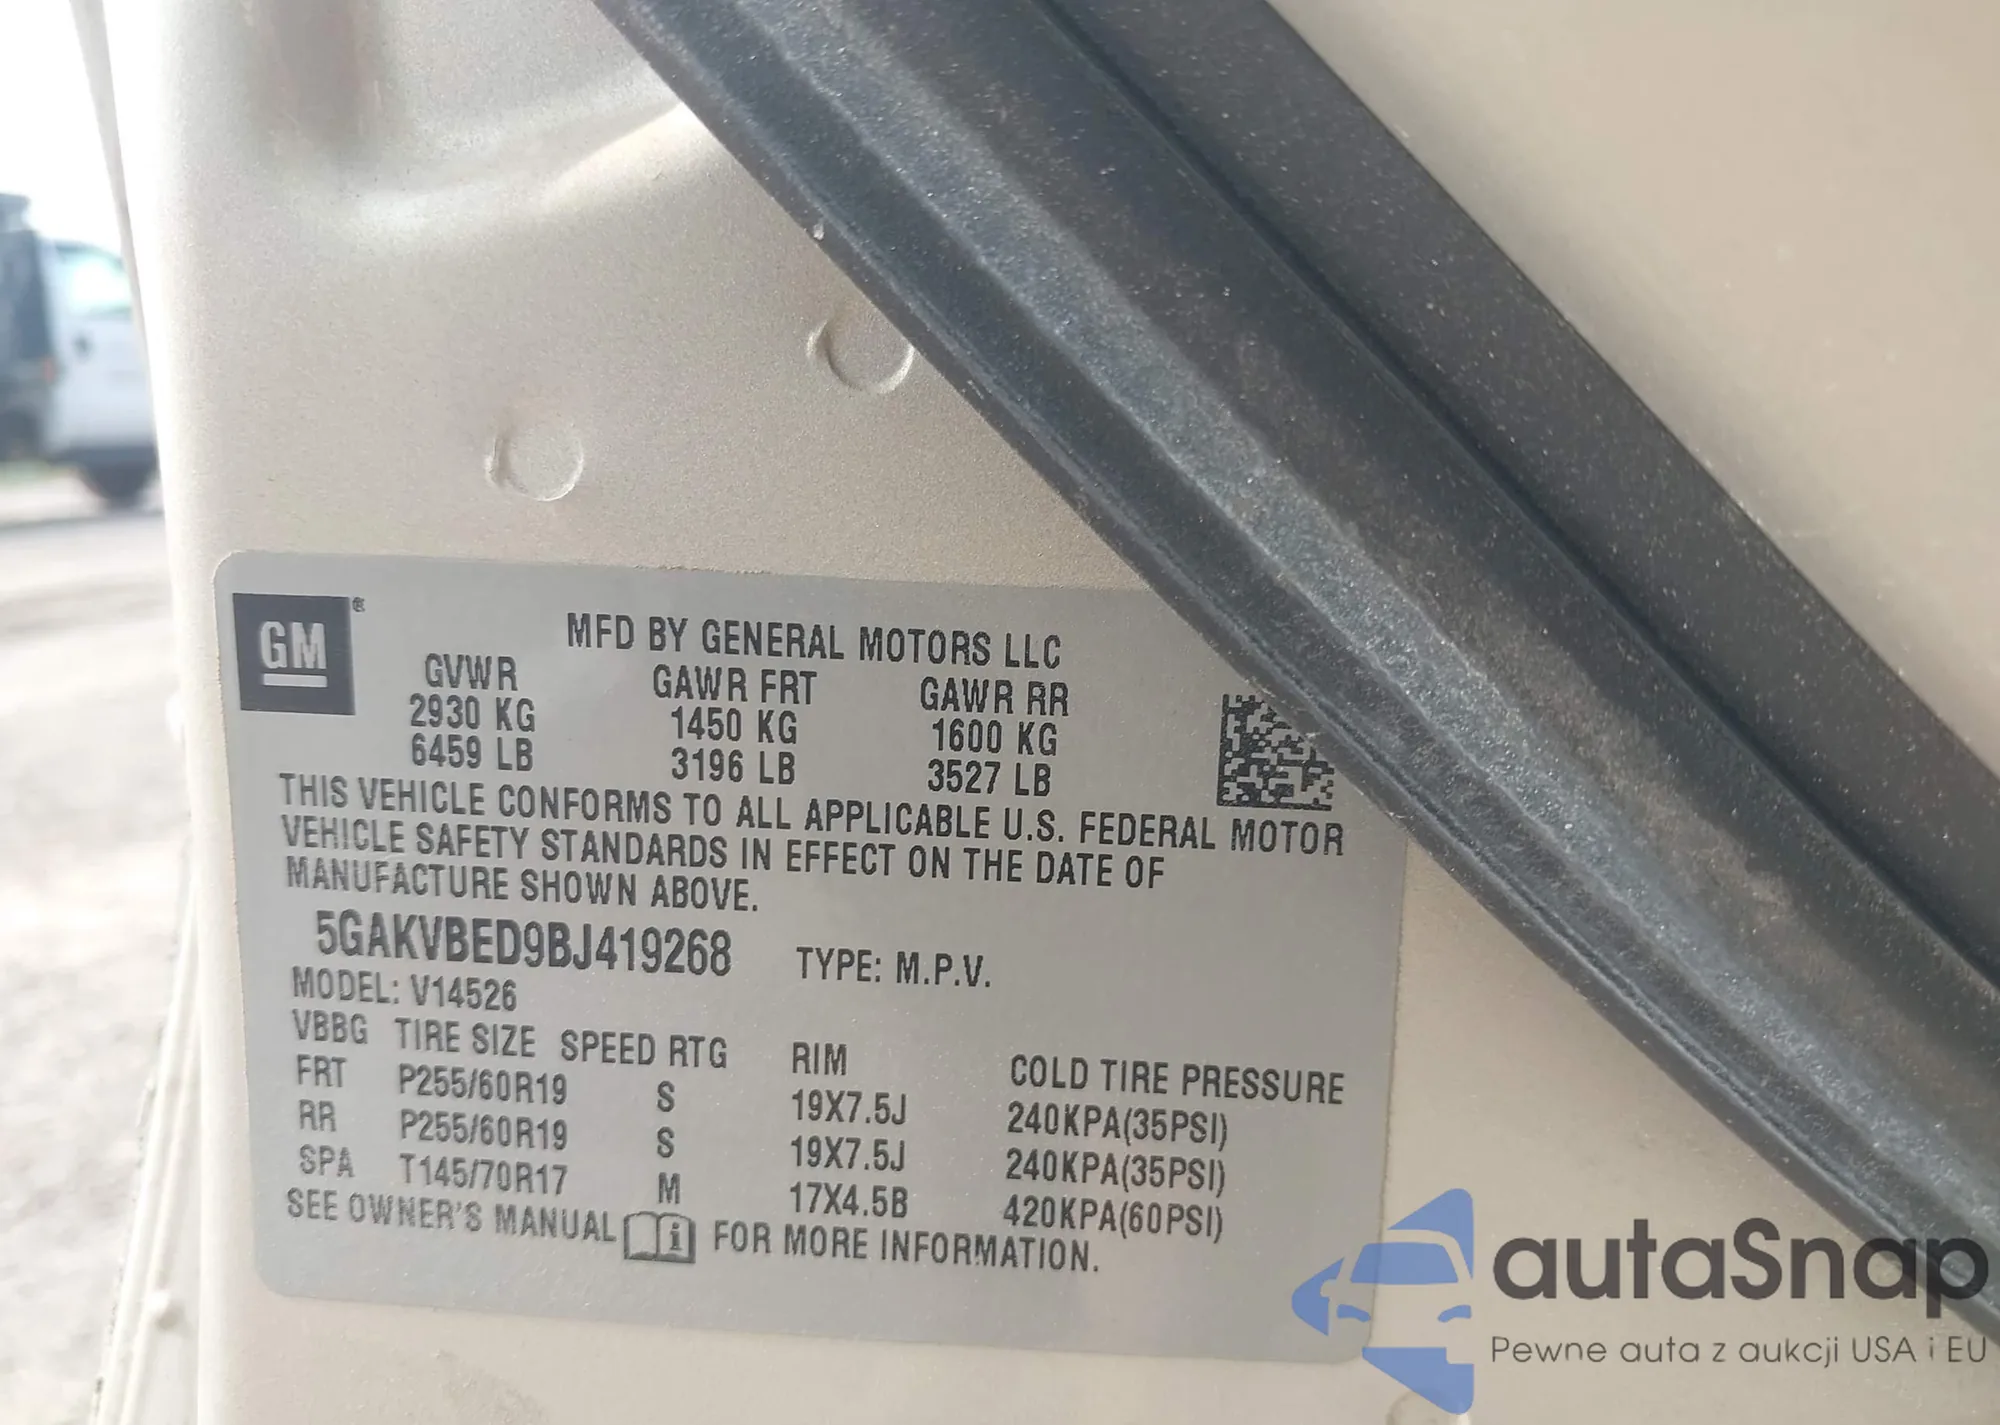 GM®
MFD BY GENERAL MOTORS LLC
GVWR GAWR FRT GAWR RR
2930 KG 1450 KG 1600 KG
6459 LB 3196 LB 3527 LB
THIS VEHICLE CONFORMS TO ALL APPLICABLE U.S. FEDERAL MOTOR
VEHICLE SAFETY STANDARDS IN EFFECT ON THE DATE OF
MANUFACTURE SHOWN ABOVE.
5GAKVBED9BJ419268 TYPE: M.P.V.
MODEL: V14526
VBBG TIRE SIZE SPEED RTG RIM COLD TIRE PRESSURE
FRT P255/60R19 S 19X7.5J 240KPA(35PSI)
RR P255/60R19 S 19X7.5J 240KPA(35PSI)
SPA T145/70R17 M 17X4.5B 420KPA(60PSI)
SEE OWNER'S MANUAL i FOR MORE INFORMATION.
autaSnap
Pewne auta z aukcji USA i EU